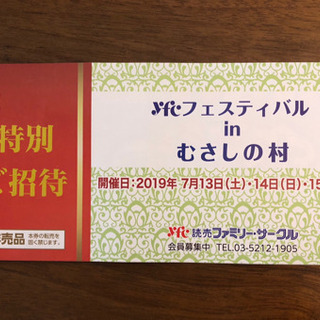 特別
ご招待
売品 本券の転売を
固く禁じます。
yfcフェスティバル
in
むさしの村
開催日:2019年 7月13日(土)・14日(日)・15
yfc 読売ファミリー・サークル
会員募集中 TEL.03-5212-1905